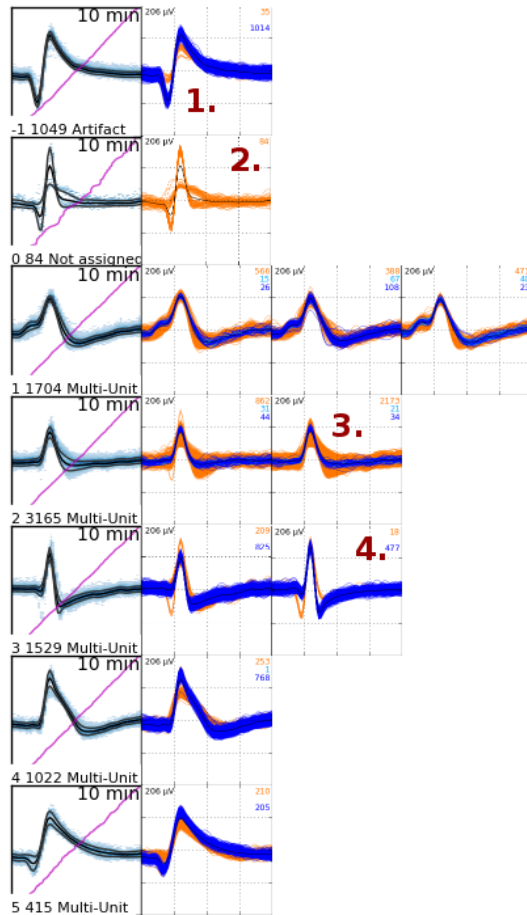 10 min
206 µV
35
1014
1.
-1 1049 Artifact
10 min
206 µV
84
2.
0 84 Not assigned
10 min
206 µV
566
15
26
206 µV
388
67
108
206 µV
1 1704 Multi-Unit
10 min
206 µV
862
31
44
206 µV
2173
21
34
3.
2 3165 Multi-Unit
10 min
206 µV
209
825
206 µV
18
477
4.
3 1529 Multi-Unit
10 min
206 µV
253
1
768
4 1022 Multi-Unit
10 min
206 µV
210
205
5 415 Multi-Unit